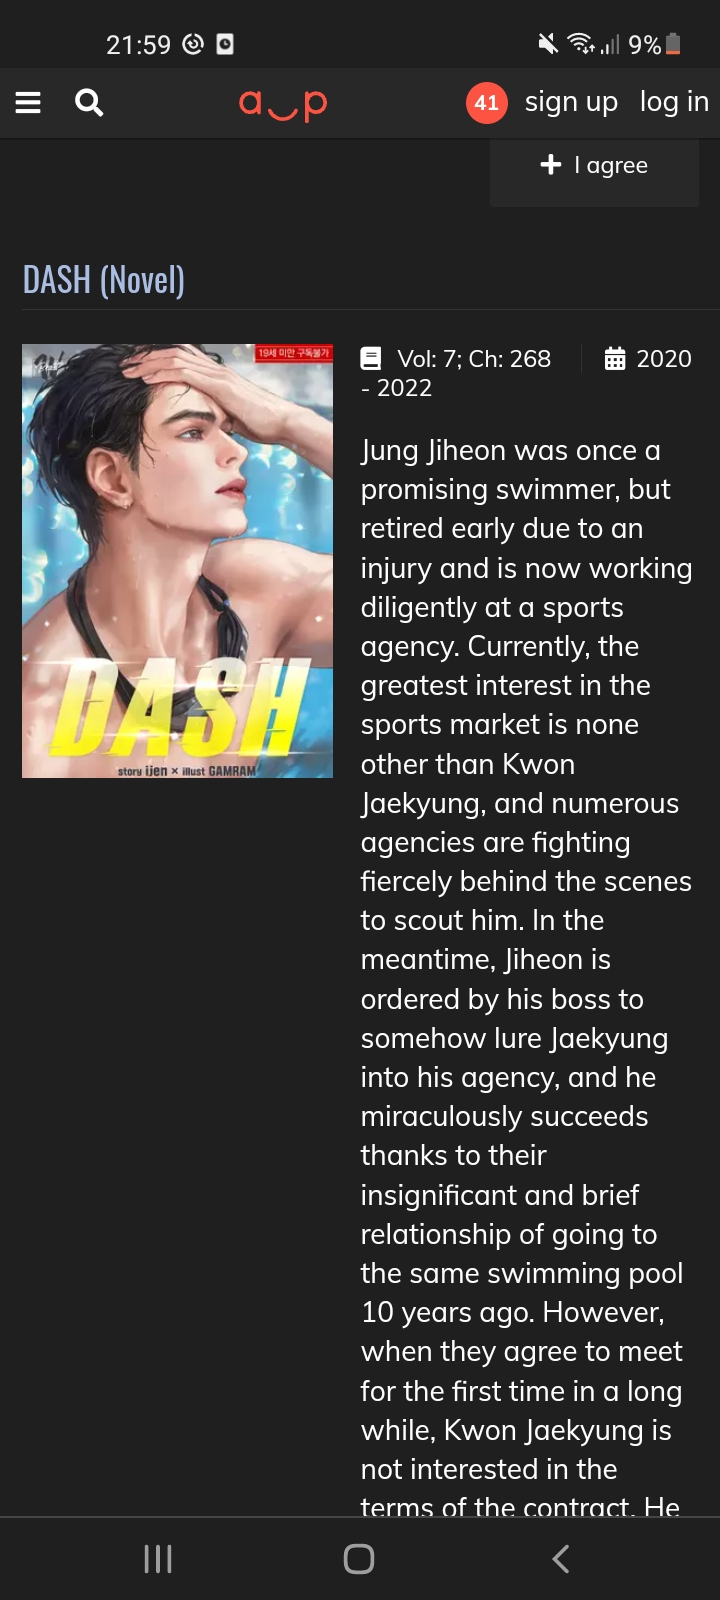 21:59 9%
a‿p 41 sign up log in
I agree
DASH (Novel)
19세 미만 구독불가
Vol: 7; Ch: 268 2020
- 2022
Jung Jiheon was once a
promising swimmer, but
retired early due to an
injury and is now working
diligently at a sports
agency. Currently, the
greatest interest in the
sports market is none
other than Kwon
Jaekyung, and numerous
agencies are fighting
fiercely behind the scenes
to scout him. In the
meantime, Jiheon is
ordered by his boss to
somehow lure Jaekyung
into his agency, and he
miraculously succeeds
thanks to their
insignificant and brief
relationship of going to
the same swimming pool
10 years ago. However,
when they agree to meet
for the first time in a long
while, Kwon Jaekyung is
not interested in the
terms of the contract. He
DASH
story ijen × illust GAMRAM